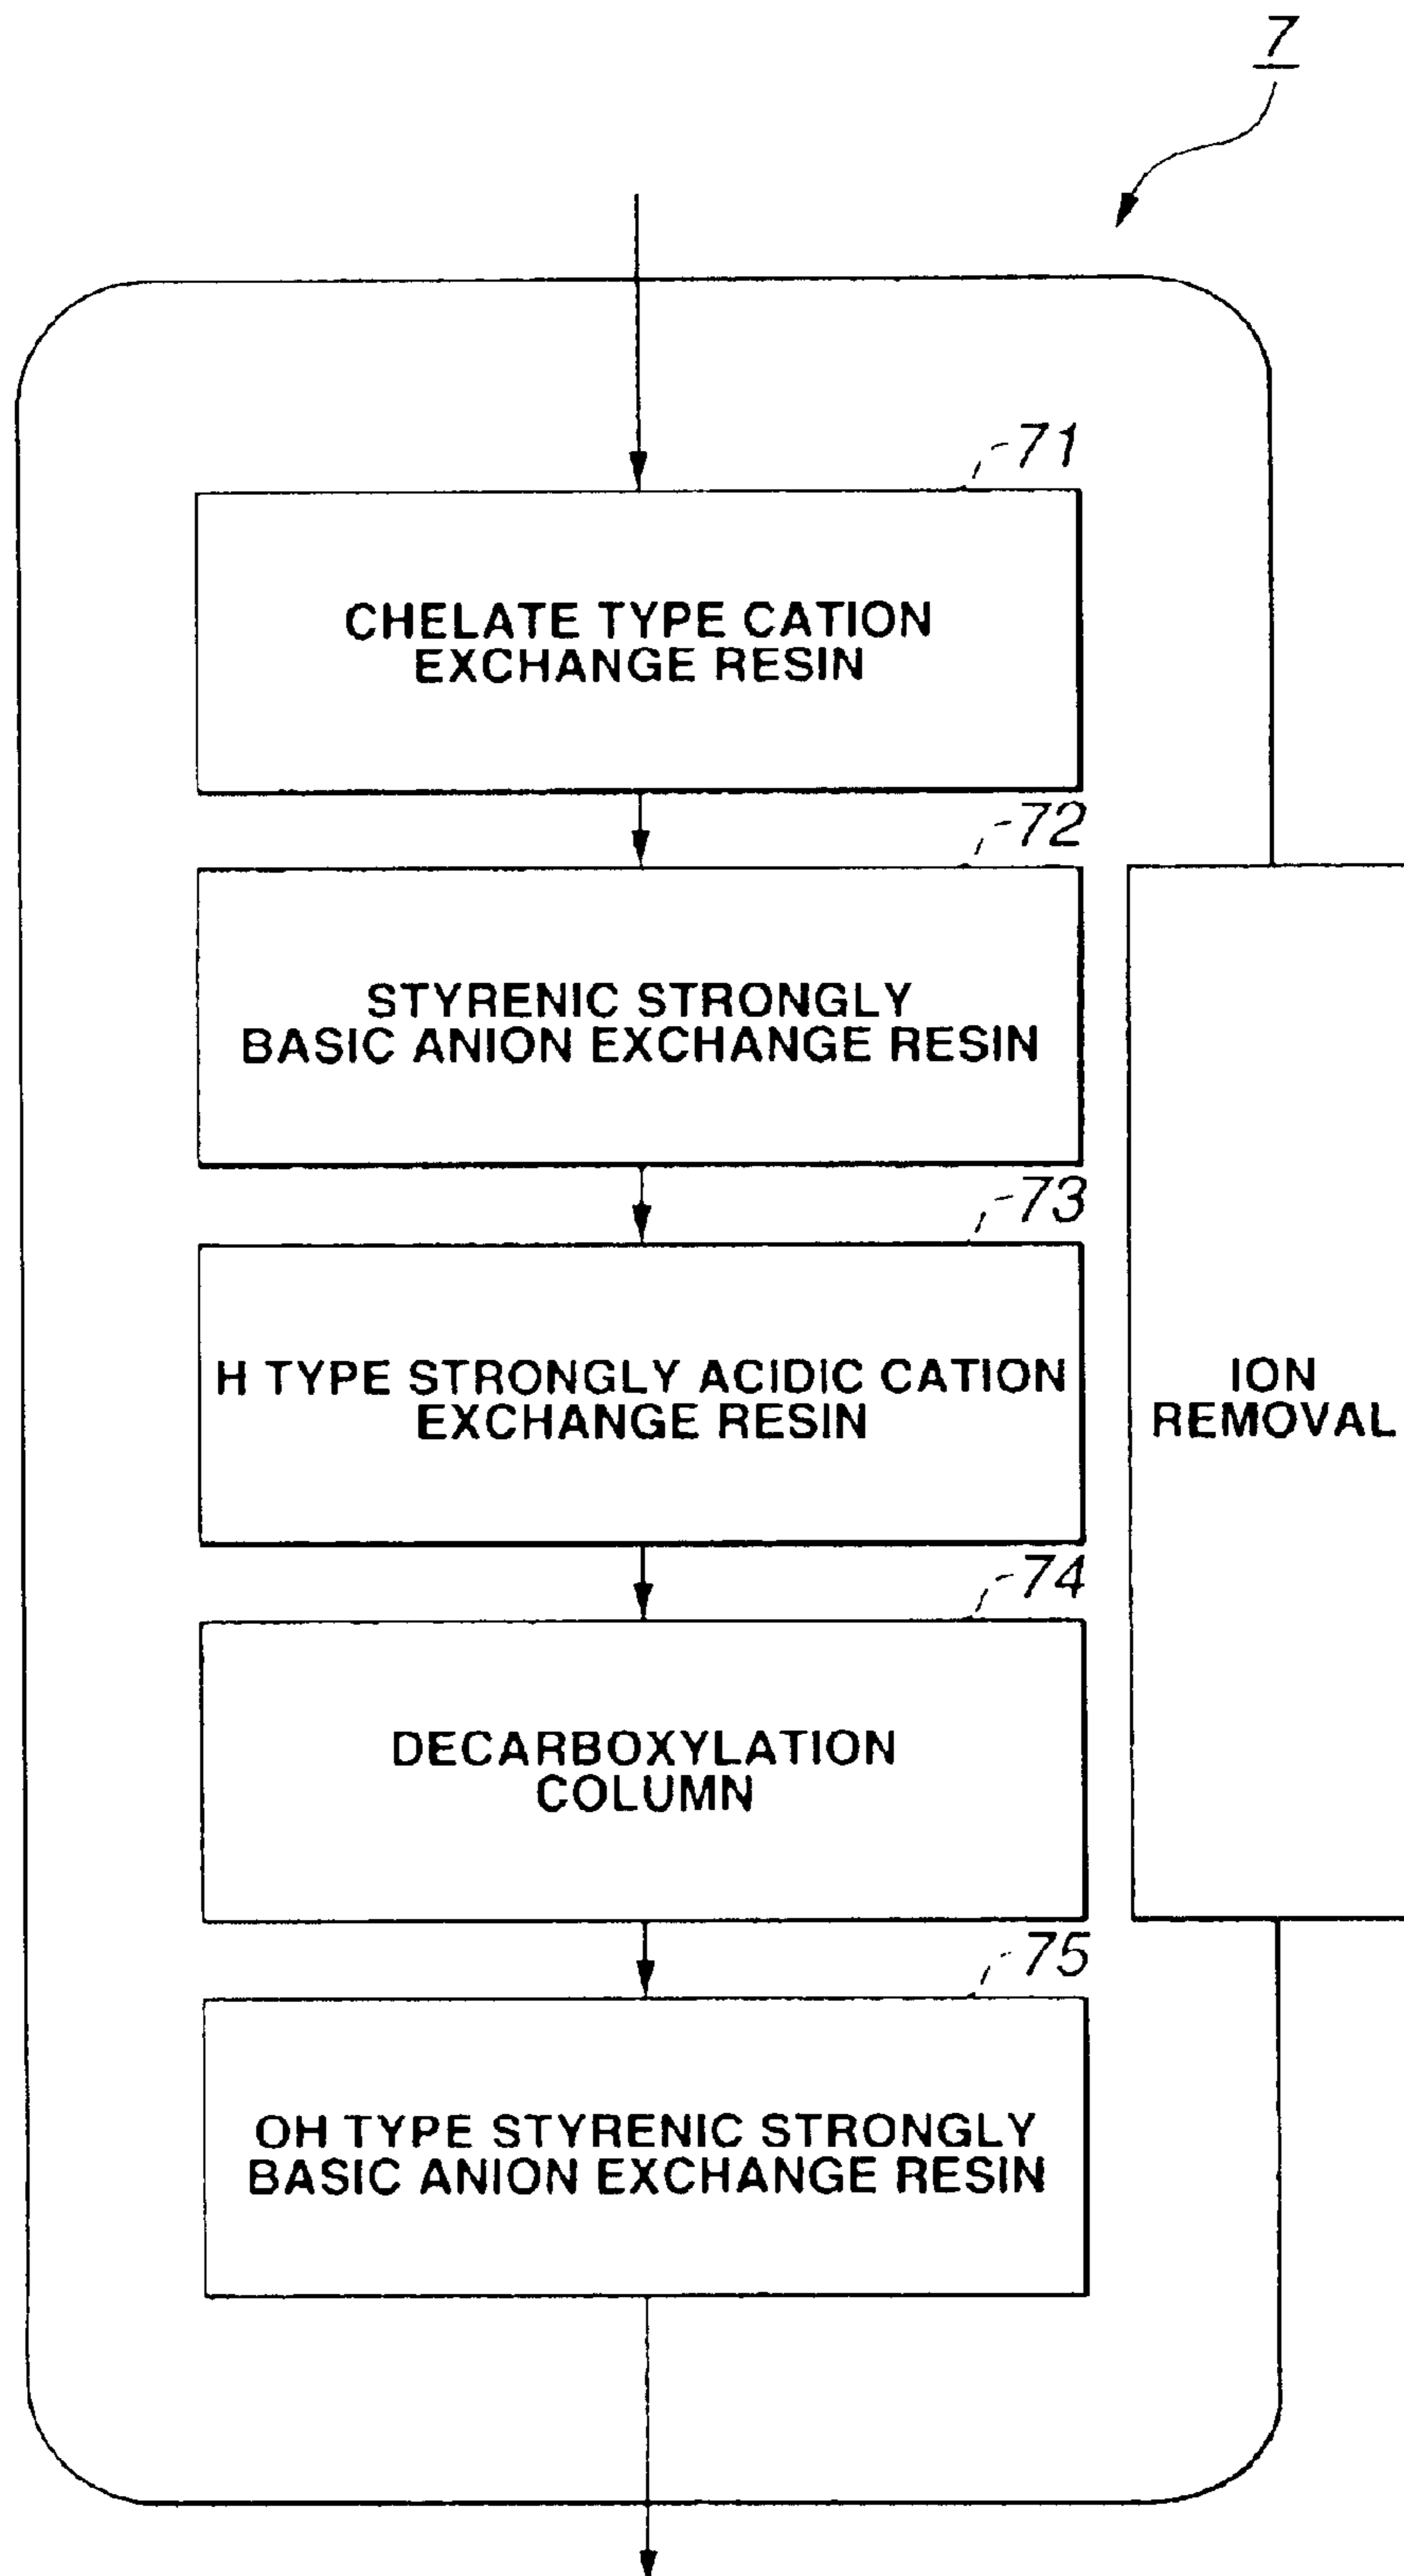 7
71
CHELATE TYPE CATION
EXCHANGE RESIN
72
STYRENIC STRONGLY
BASIC ANION EXCHANGE RESIN
73
H TYPE STRONGLY ACIDIC CATION
EXCHANGE RESIN
ION
REMOVAL
74
DECARBOXYLATION
COLUMN
75
OH TYPE STYRENIC STRONGLY
BASIC ANION EXCHANGE RESIN